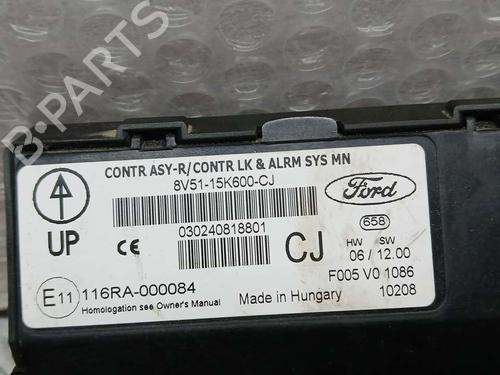 B-PARTS
CONTR ASY-R/CONTR LK & ALRM SYS MN
8V51-15K600-CJ
Ford
UP
CE
030240818801
CJ
658
HW SW
06 / 12.00
F005 V0 1086
10208
E11 116RA-000084
Homologation see Owner's Manual
Made in Hungary